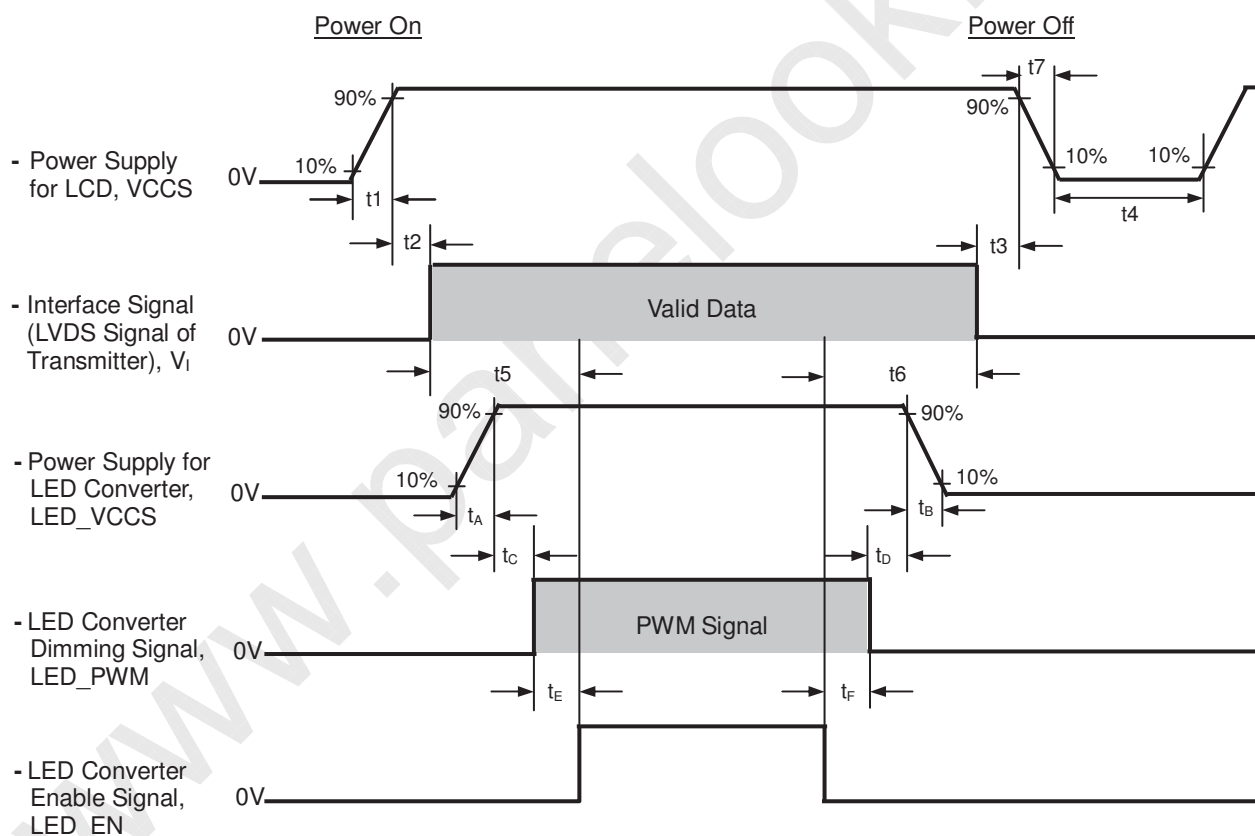 Power On
Power Off
t7
90%
90%
10%
10%
10%
- Power Supply
for LCD, VCCS
0V
t1
t4
t2
t3
- Interface Signal
(LVDS Signal of
Transmitter), VI
0V
Valid Data
t5
t6
90%
90%
- Power Supply for
LED Converter,
LED_VCCS
0V
10%
10%
tA
tB
tC
tD
- LED Converter
Dimming Signal,
LED_PWM
0V
PWM Signal
tE
tF
- LED Converter
Enable Signal,
LED_EN
0V
www.panelook.